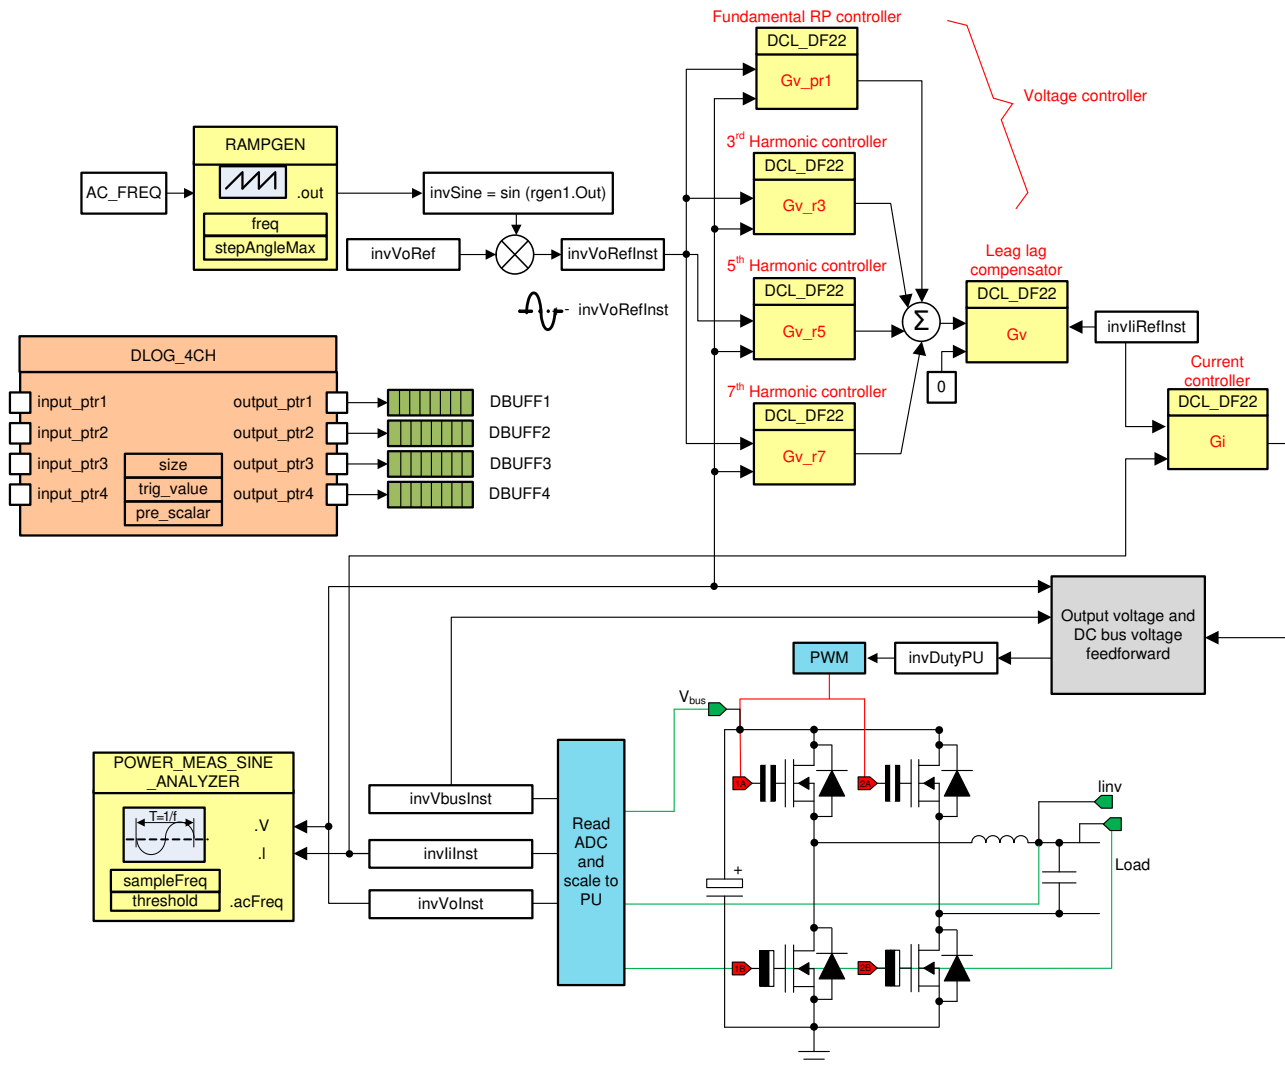 Fundamental RP controller
DCL_DF22
Gv_pr1
Voltage controller
RAMPGEN
.out
freq
stepAngleMax
AC_FREQ
invSine = sin (rgen1.Out)
invVoRef
invVoRefInst
invVoRefInst
3rd Harmonic controller
DCL_DF22
Gv_r3
5th Harmonic controller
DCL_DF22
Gv_r5
7th Harmonic controller
DCL_DF22
Gv_r7
Σ
0
Leag lag
compensator
DCL_DF22
Gv
invIiRefInst
Current
controller
DCL_DF22
Gi
DLOG_4CH
input_ptr1
input_ptr2
input_ptr3
input_ptr4
size
trig_value
pre_scalar
output_ptr1
output_ptr2
output_ptr3
output_ptr4
DBUFF1
DBUFF2
DBUFF3
DBUFF4
Output voltage and
DC bus voltage
feedforward
PWM
invDutyPU
Vbus
POWER_MEAS_SINE
_ANALYZER
T=1/f
.V
.I
sampleFreq
threshold
.acFreq
invVbusInst
invIiInst
invVoInst
Read
ADC
and
scale to
PU
1A
2A
Iinv
Load
+
1B
2B